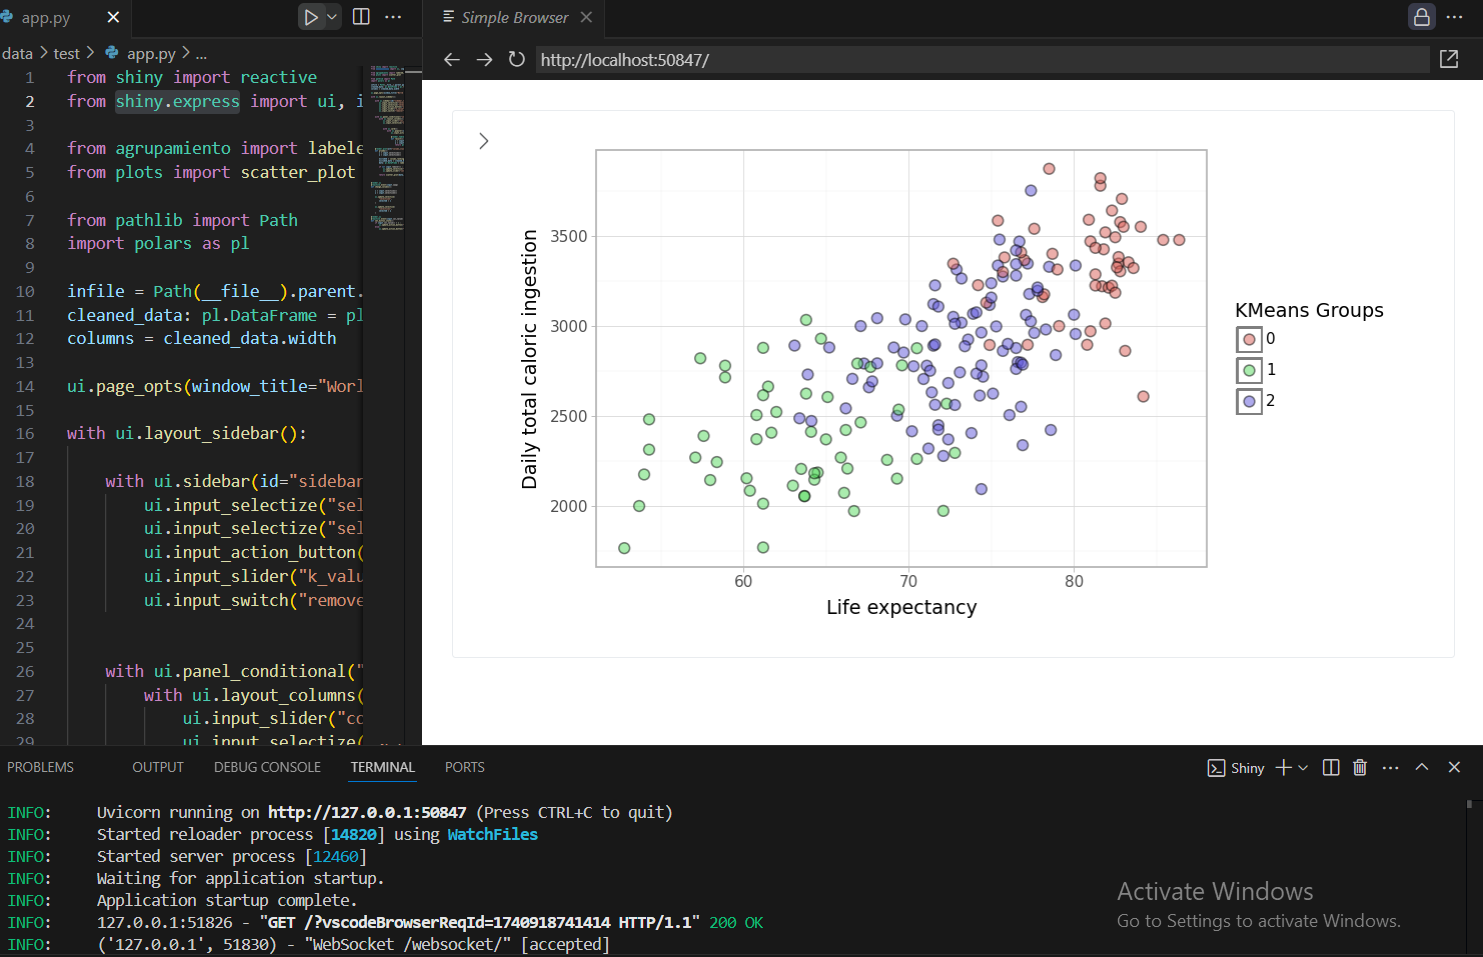 app.py
Simple Browser
data > test > app.py > ...
http://localhost:50847/
1 from shiny import reactive
2 from shiny.express import ui, i
3
4 from agrupamiento import labele
5 from plots import scatter_plot
6
7 from pathlib import Path
8 import polars as pl
9
10 infile = Path(__file__).parent.
11 cleaned_data: pl.DataFrame = pl
12 columns = cleaned_data.width
13
14 ui.page_opts(window_title="Worl
15
16 with ui.layout_sidebar():
17
18 with ui.sidebar(id="sidebar
19 ui.input_selectize("sel
20 ui.input_selectize("sel
21 ui.input_action_button(
22 ui.input_slider("k_valu
23 ui.input_switch("remove
24
25
26 with ui.panel_conditional("
27 with ui.layout_columns(
28 ui.input_slider("co
29 ui.input_selectize(
Daily total caloric ingestion
3500
3000
2500
2000
60 70 80
Life expectancy
KMeans Groups
0
1
2
PROBLEMS OUTPUT DEBUG CONSOLE TERMINAL PORTS
Shiny
INFO: Uvicorn running on http://127.0.0.1:50847 (Press CTRL+C to quit)
INFO: Started reloader process [14820] using WatchFiles
INFO: Started server process [12460]
INFO: Waiting for application startup.
INFO: Application startup complete.
INFO: 127.0.0.1:51826 - "GET /?vscodeBrowserReqId=1740918741414 HTTP/1.1" 200 OK
INFO: ('127.0.0.1', 51830) - "WebSocket /websocket/" [accepted]
Activate Windows
Go to Settings to activate Windows.